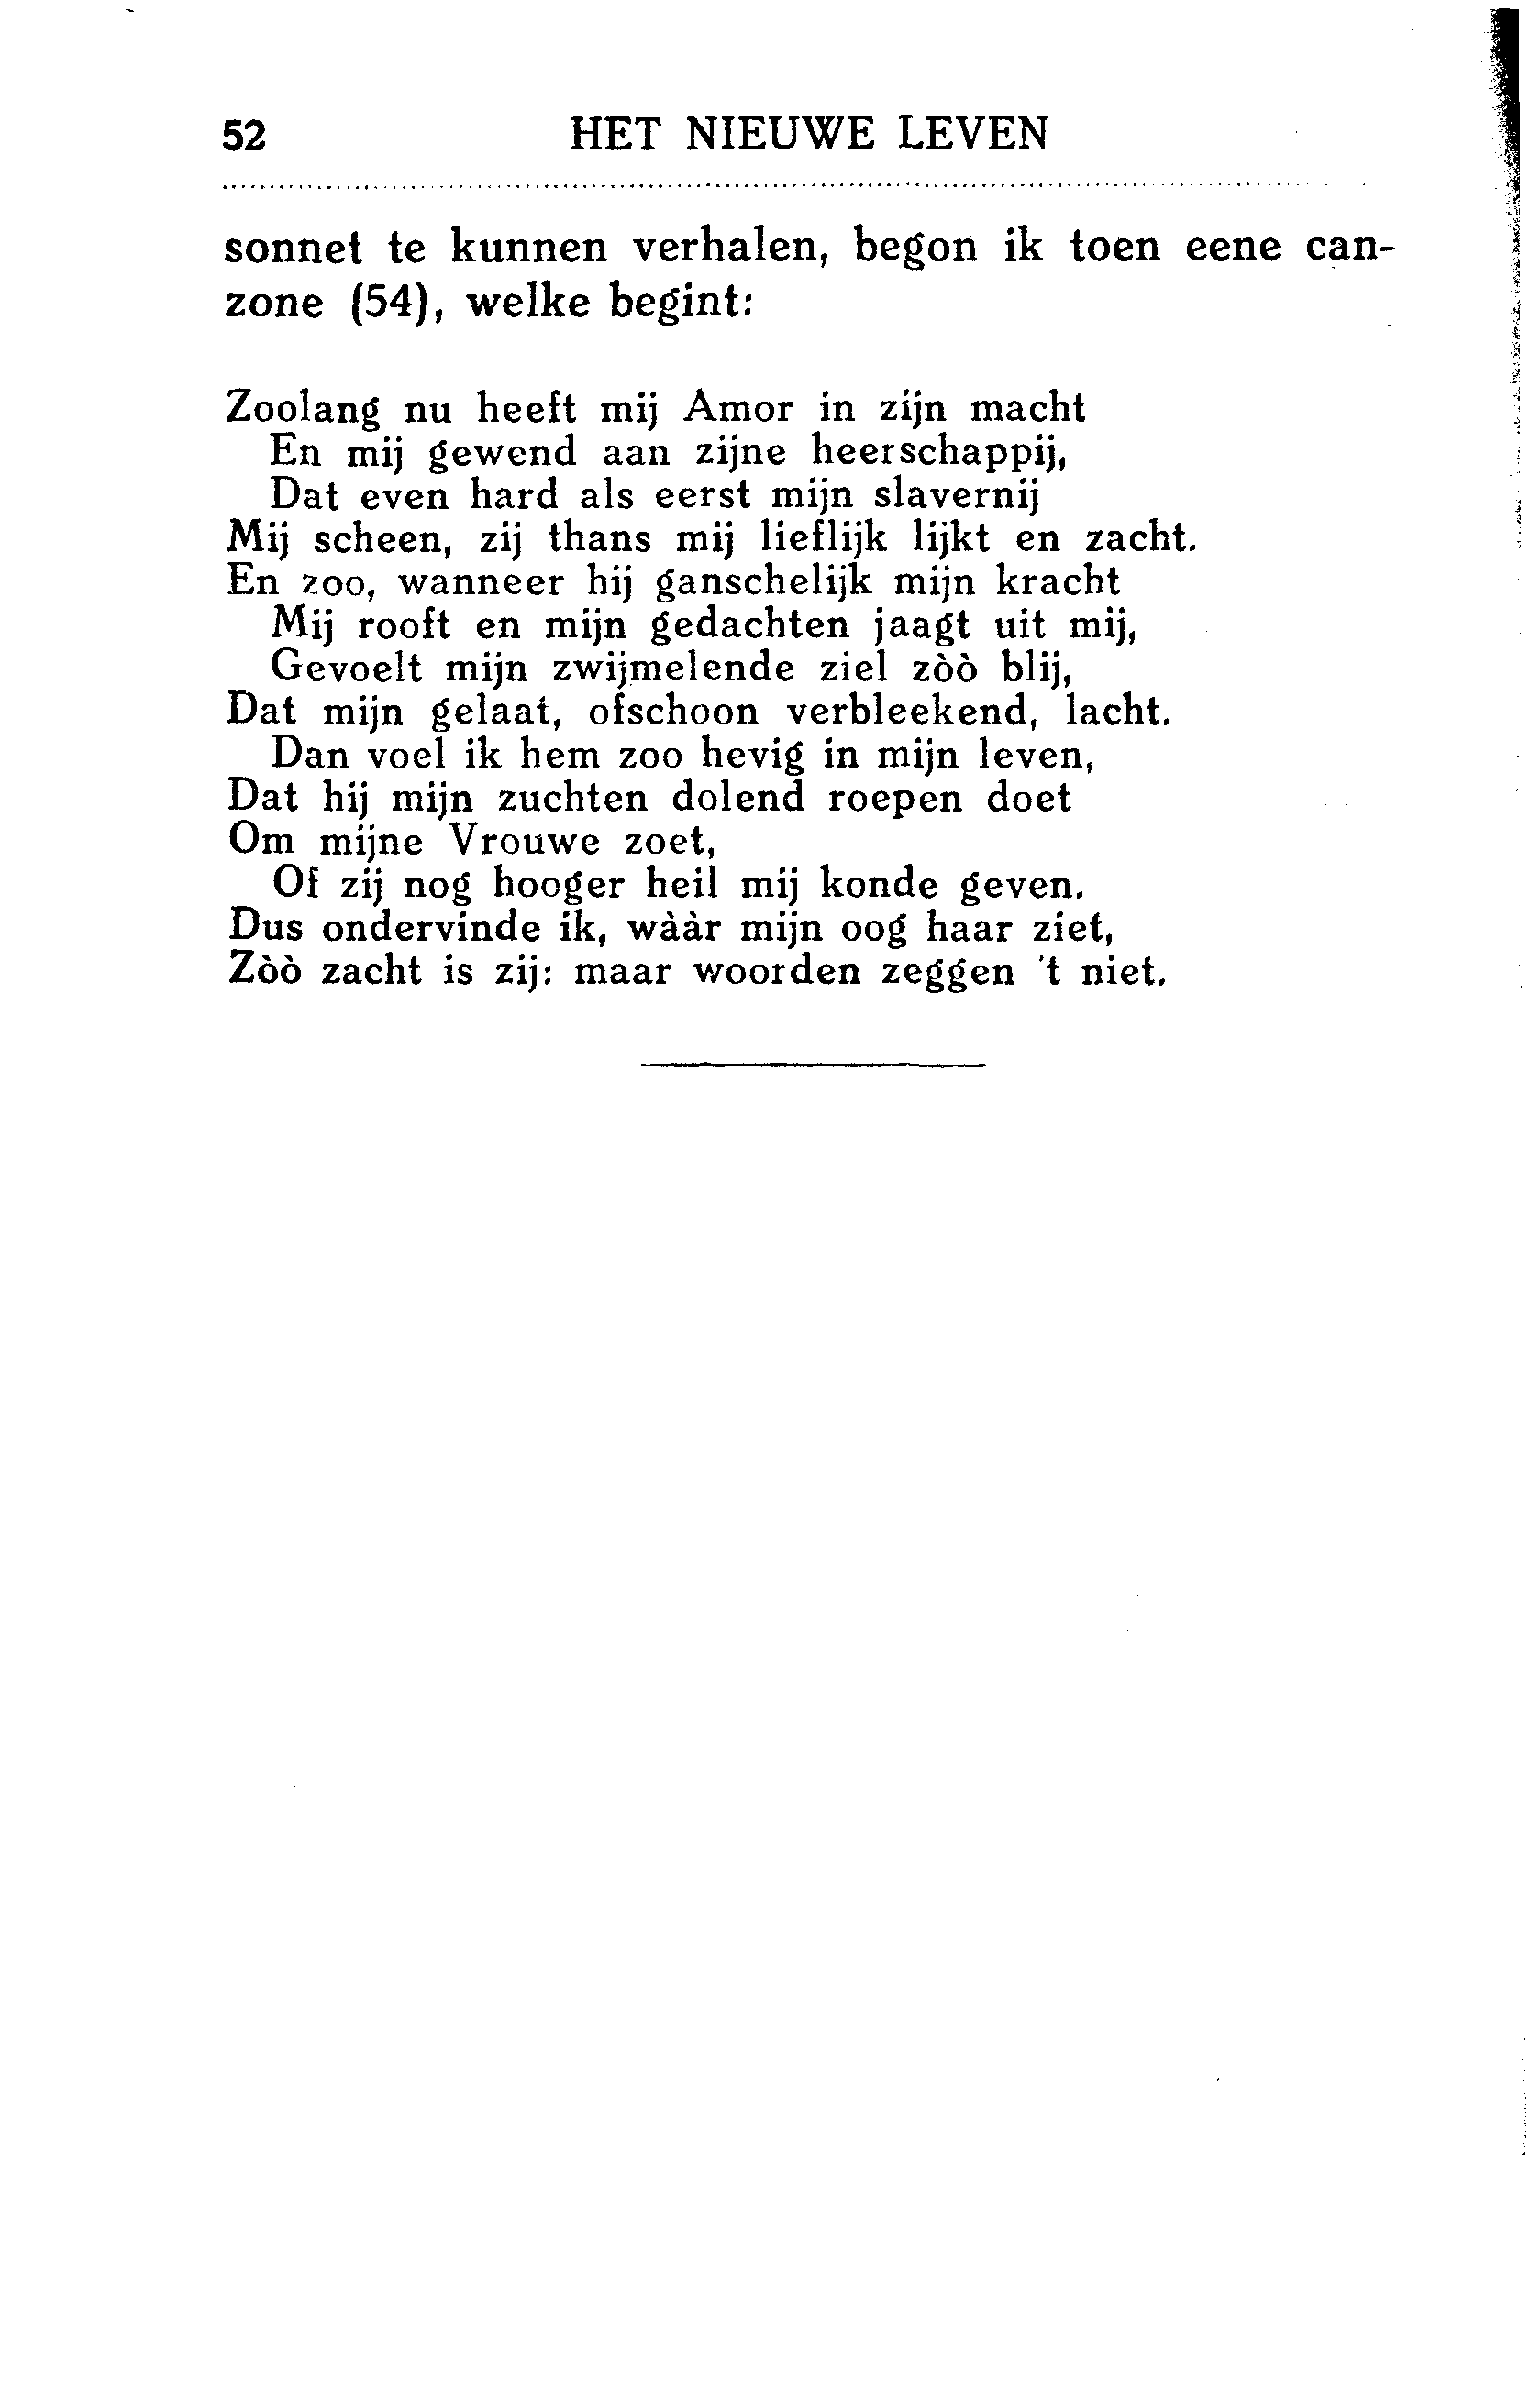 52 HET NIEUWE LEVEN
sonnet te kunnen verhalen, begon ik toen eene can-
zone (54), welke begint:
Zoolang nu heeft mij Amor in zijn macht
En mij gewend aan zijne heerschappij,
Dat even hard als eerst mijn slavernij
Mij scheen, zij thans mij lieflijk lijkt en zacht.
En zoo, wanneer hij ganschelijk mijn kracht
Mij rooft en mijn gedachten jaagt uit mij,
Gevoelt mijn zwijmelende ziel zòò blij,
Dat mijn gelaat, ofschoon verbleekend, lacht.
Dan voel ik hem zoo hevig in mijn leven,
Dat hij mijn zuchten dolend roepen doet
Om mijne Vrouwe zoet,
Of zij nog hooger heil mij konde geven.
Dus ondervinde ik, wààr mijn oog haar ziet,
Zòò zacht is zij: maar woorden zeggen 't niet.